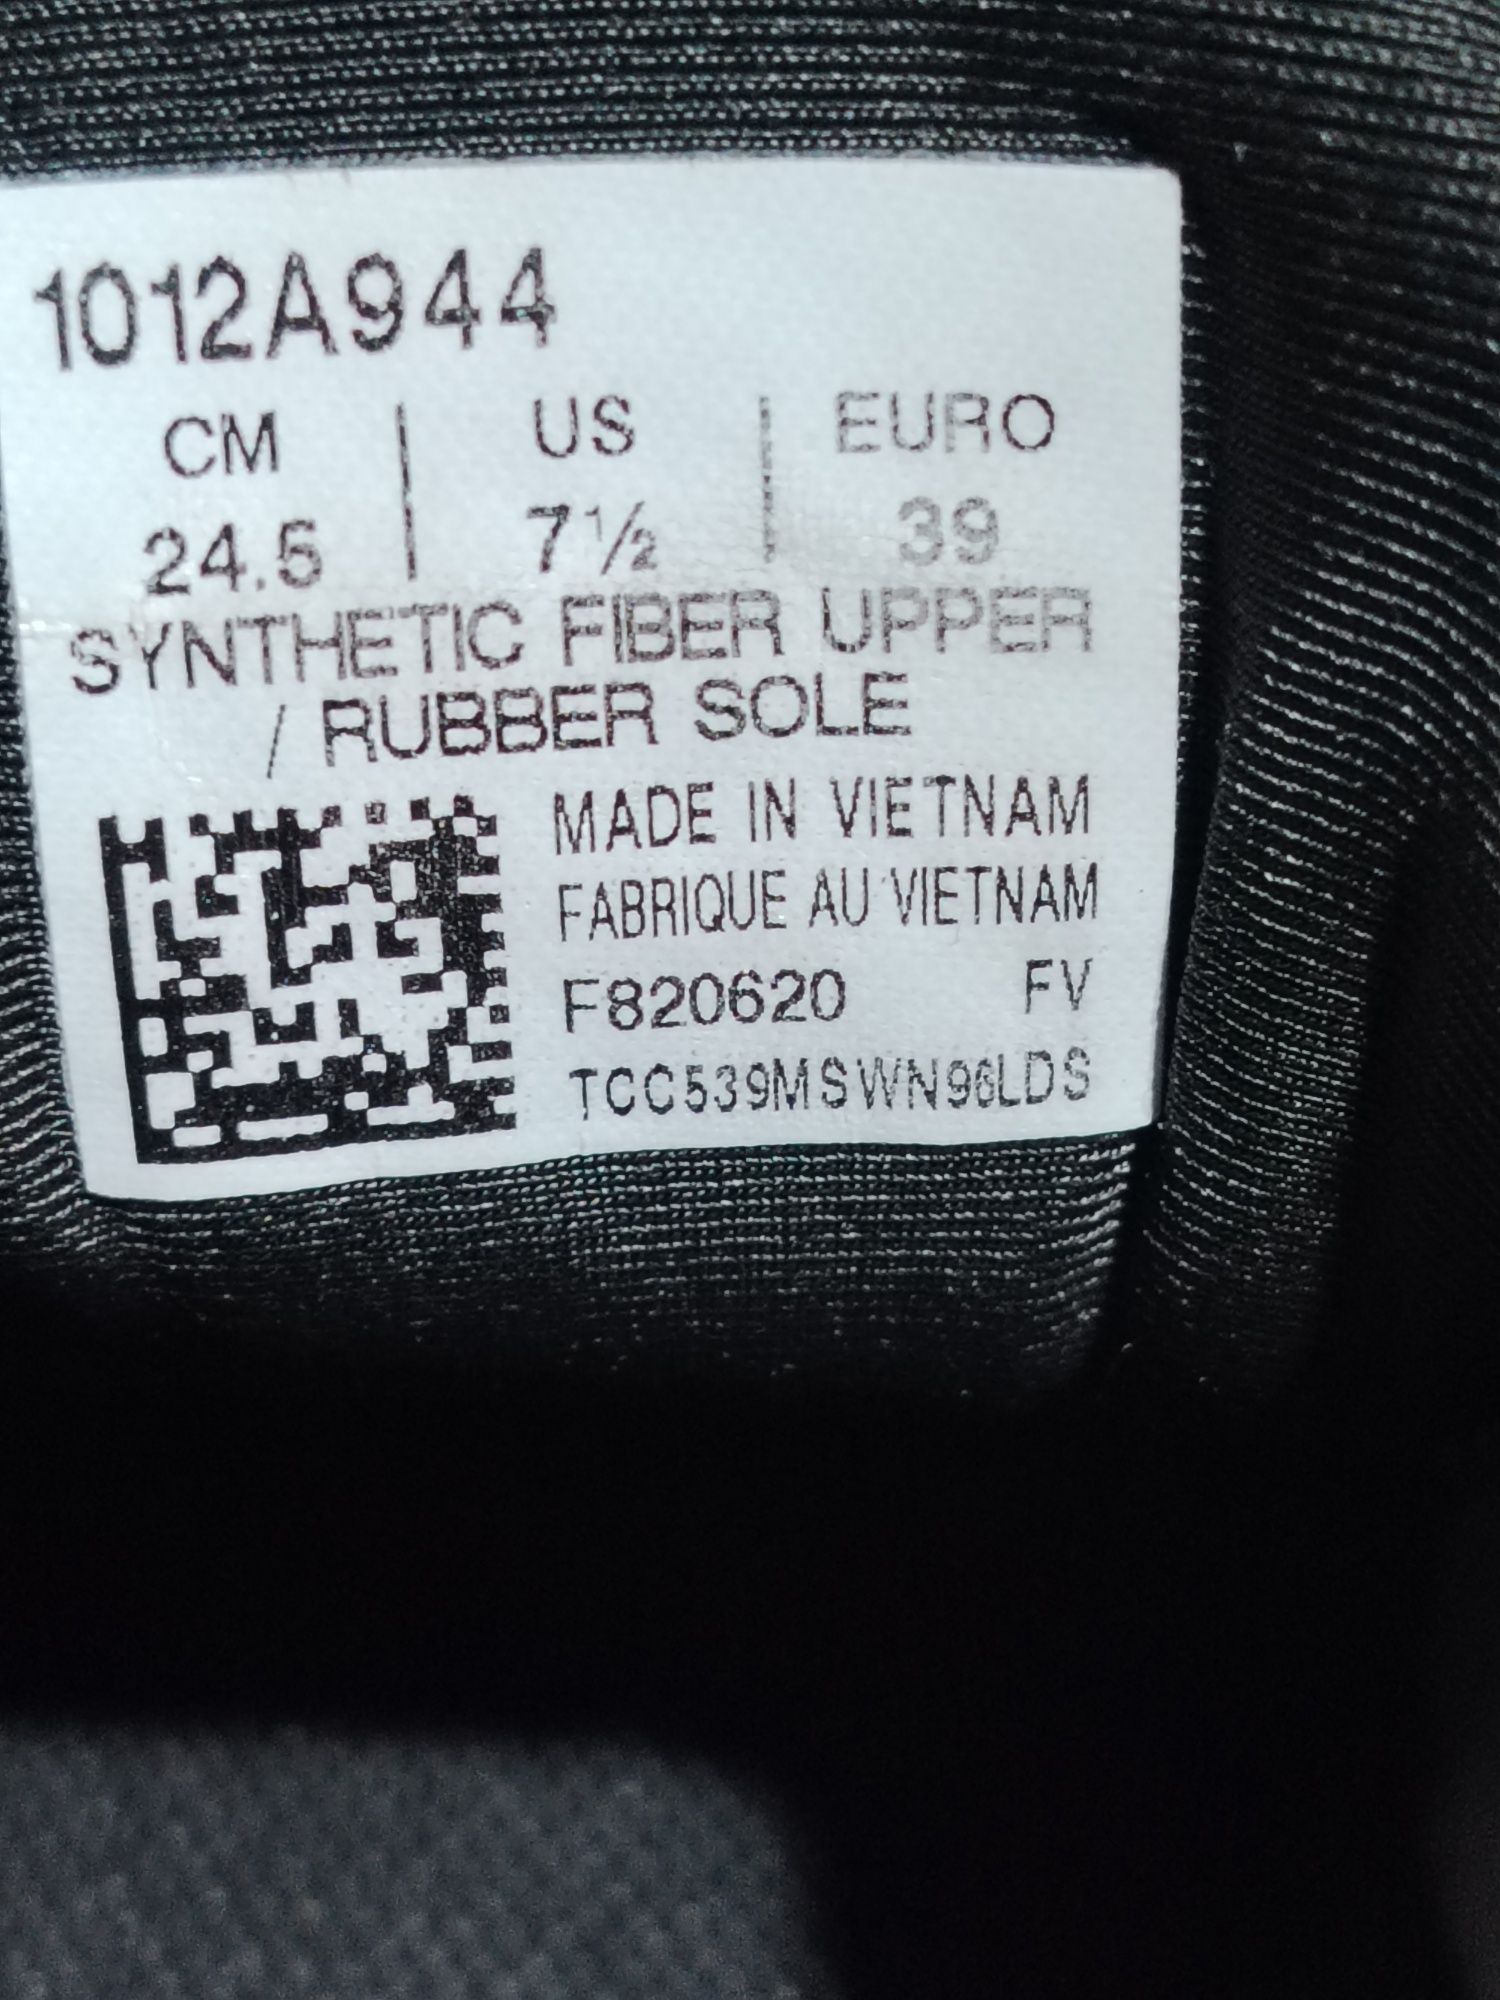 1012A944
CM | US | EURO
24.5 | 7½ | 39
SYNTHETIC FIBER UPPER
/ RUBBER SOLE
MADE IN VIETNAM
FABRIQUE AU VIETNAM
F820620 FV
TCC539MSWN96LDS